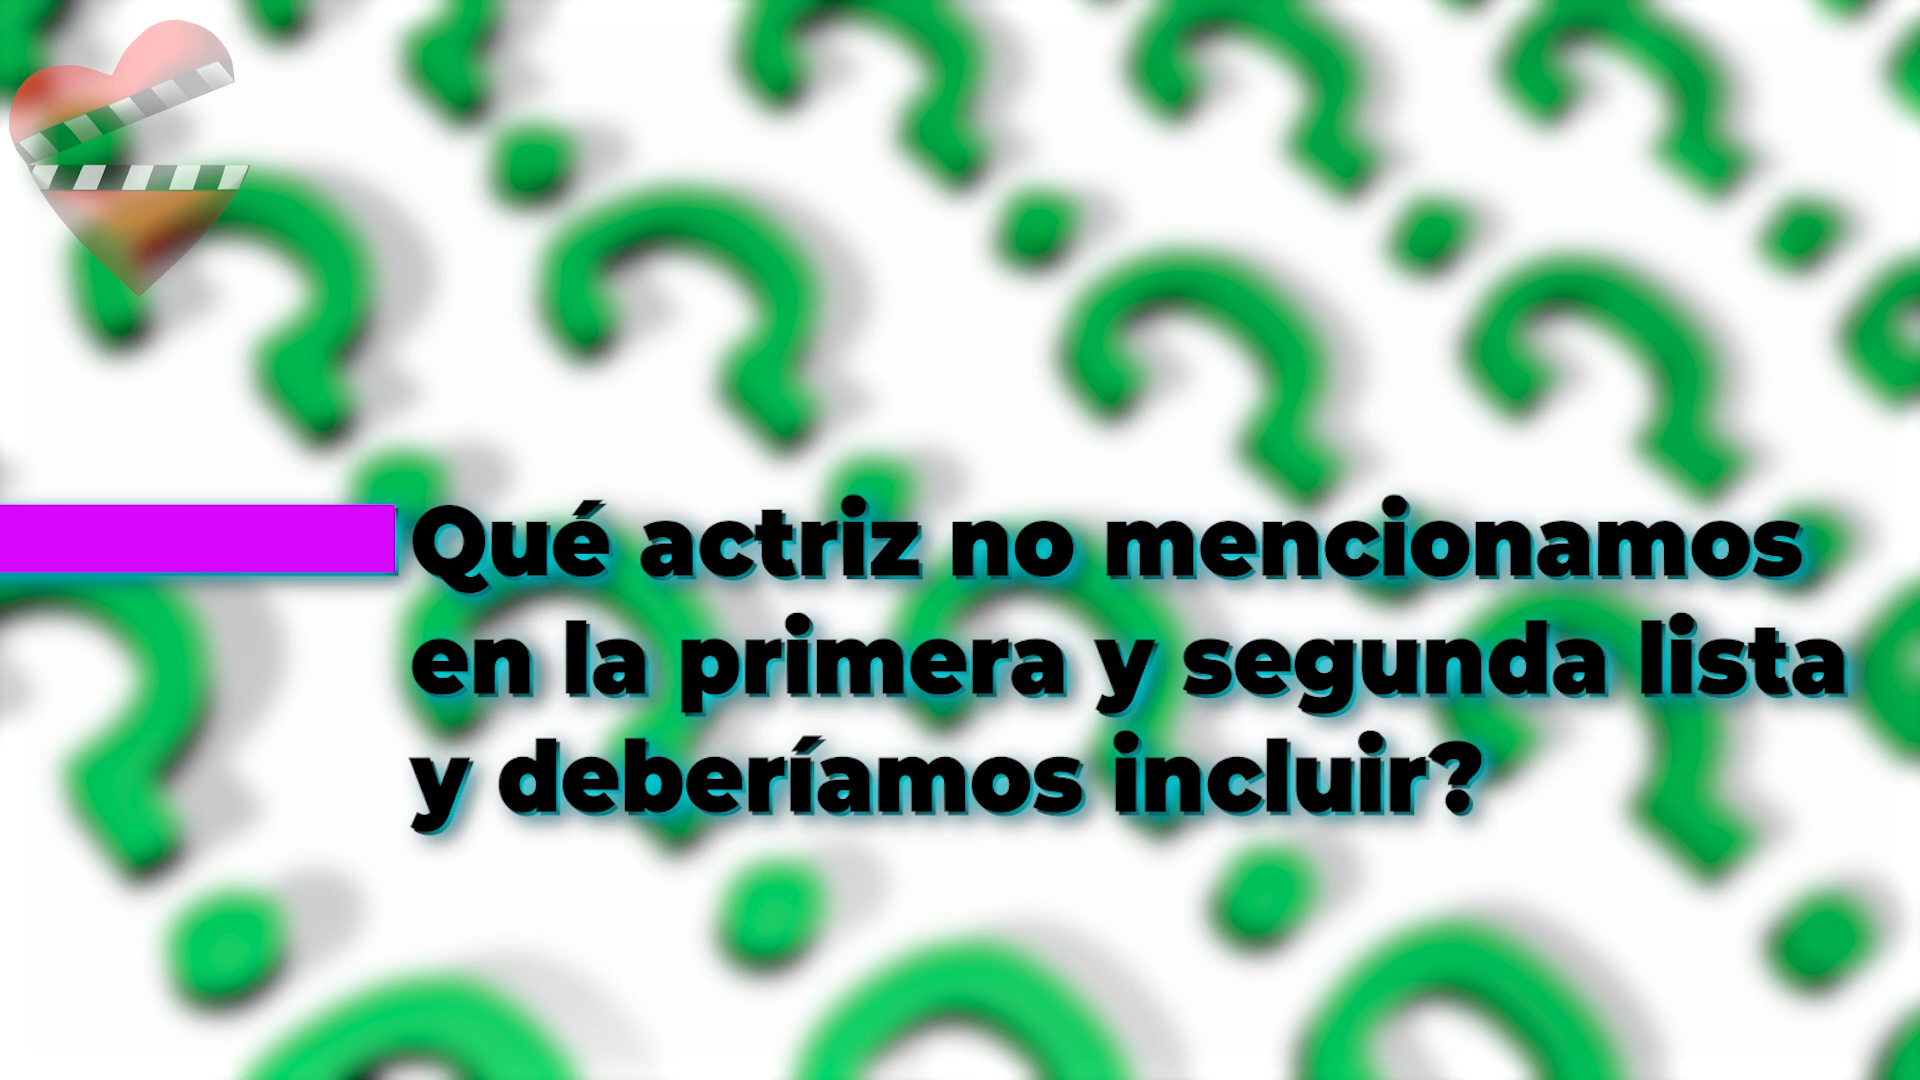 Qué actriz no mencionamos
en la primera y segunda lista
y deberíamos incluir?